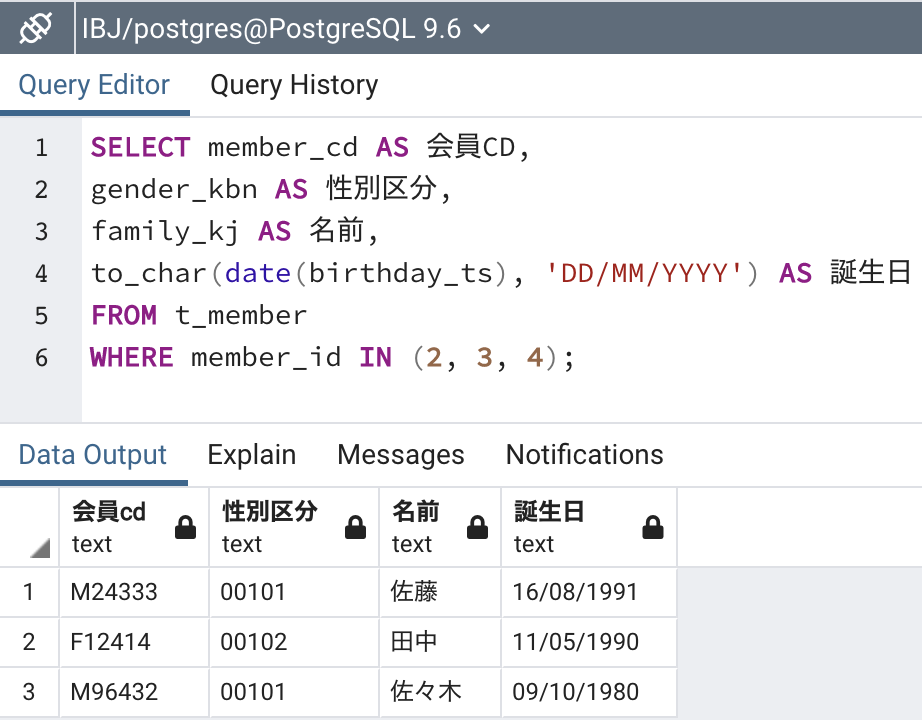 IBJ/postgres@PostgreSQL 9.6
Query Editor Query History
1 SELECT member_cd AS 会員CD,
2 gender_kbn AS 性別区分,
3 family_kj AS 名前,
4 to_char(date(birthday_ts), 'DD/MM/YYYY') AS 誕生日
5 FROM t_member
6 WHERE member_id IN (2, 3, 4);
Data Output Explain Messages Notifications
会員cd 性別区分 名前 誕生日
text text text text
1 M24333 00101 佐藤 16/08/1991
2 F12414 00102 田中 11/05/1990
3 M96432 00101 佐々木 09/10/1980